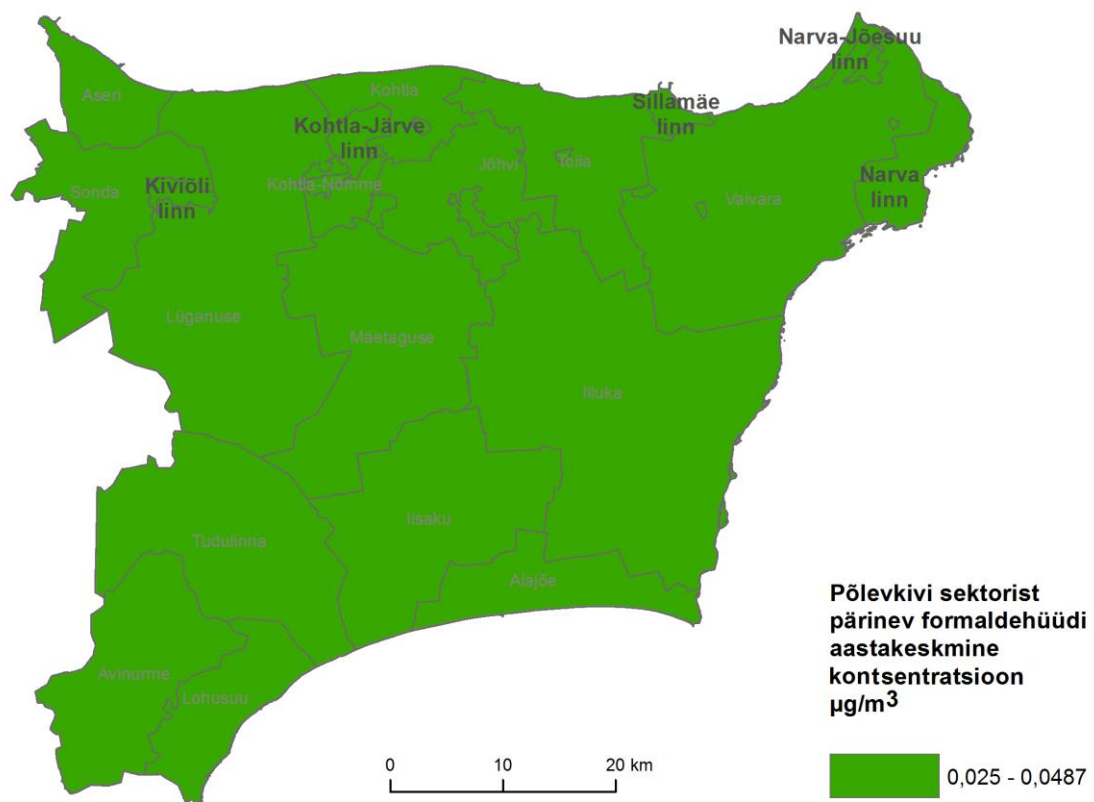 Narva-Jõesuu
linn
Aseri
Kohtla
Sillamäe
linn
Kohtla-Järve
linn
Jõhvi
Toila
Sonda
Kiviõli
linn
Kohtla-Nõmme
Vaivara
Narva
linn
Lüganuse
Mäetaguse
Illuka
Iisaku
Tudulinna
Alajõe
Avinurme
Lohusuu
Põlevkivi sektorist
pärinev formaldehüüdi
aastakeskmine
kontsentratsioon
µg/m³
0 10 20 km
0,025 - 0,0487